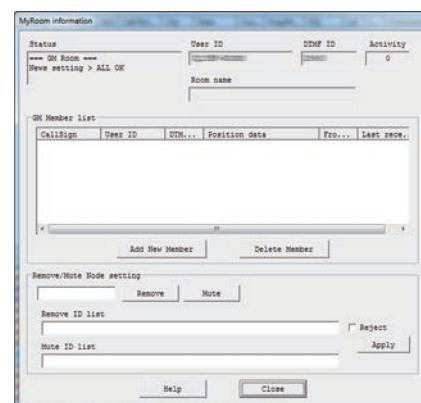 MyRoom information
Status
User ID
DTMF ID
Activity
=== GM Room ===
News setting > ALL OK
0
Room name
GM Member list
CallSign
User ID
DTM...
Position data
Fro...
Last rece..
Add New Member
Delete Member
Remove/Mute Node setting
Remove
Mute
Remove ID list
Reject
Mute ID list
Apply
Help
Close